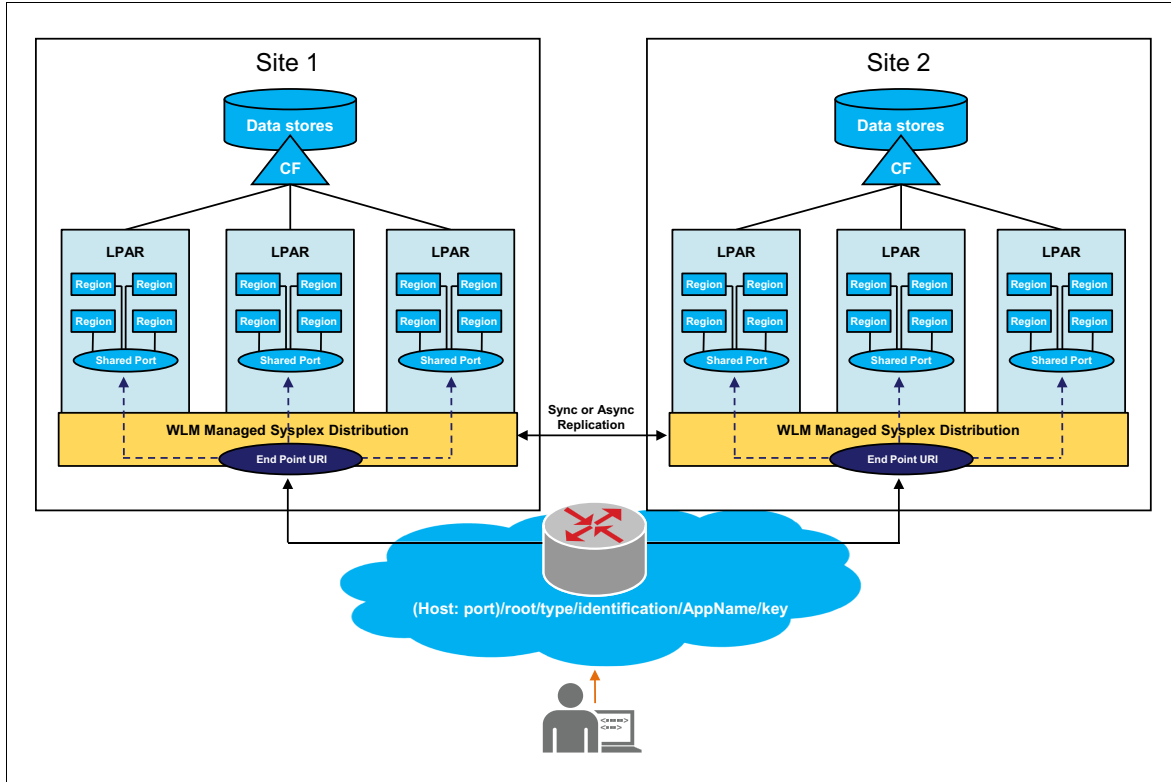 Site 1
Data stores
CF
LPAR
LPAR
LPAR
Region
Region
Region
Region
Region
Region
Region
Region
Region
Region
Region
Region
Shared Port
Shared Port
Shared Port
WLM Managed Sysplex Distribution
End Point URI
Sync or Async
Replication
Site 2
Data stores
CF
LPAR
LPAR
LPAR
Region
Region
Region
Region
Region
Region
Region
Region
Region
Region
Region
Region
Shared Port
Shared Port
Shared Port
WLM Managed Sysplex Distribution
End Point URI
(Host: port)/root/type/identification/AppName/key